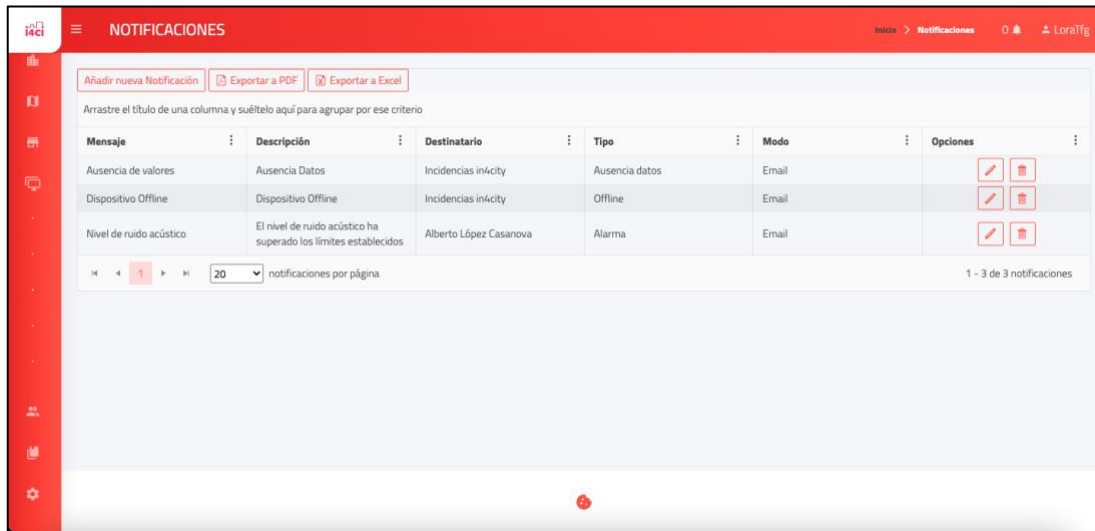 i4ci
NOTIFICACIONES
Inicio > Notificaciones 0 LoraTfg
Añadir nueva Notificación Exportar a PDF Exportar a Excel
Arrastre el título de una columna y suéltelo aquí para agrupar por ese criterio
Mensaje Descripción Destinatario Tipo Modo Opciones
Ausencia de valores Ausencia Datos Incidencias in4city Ausencia datos Email
Dispositivo Offline Dispositivo Offline Incidencias in4city Offline Email
Nivel de ruido acústico El nivel de ruido acústico ha
superado los límites establecidos Alberto López Casanova Alarma Email
1 20 notificaciones por página 1 - 3 de 3 notificaciones